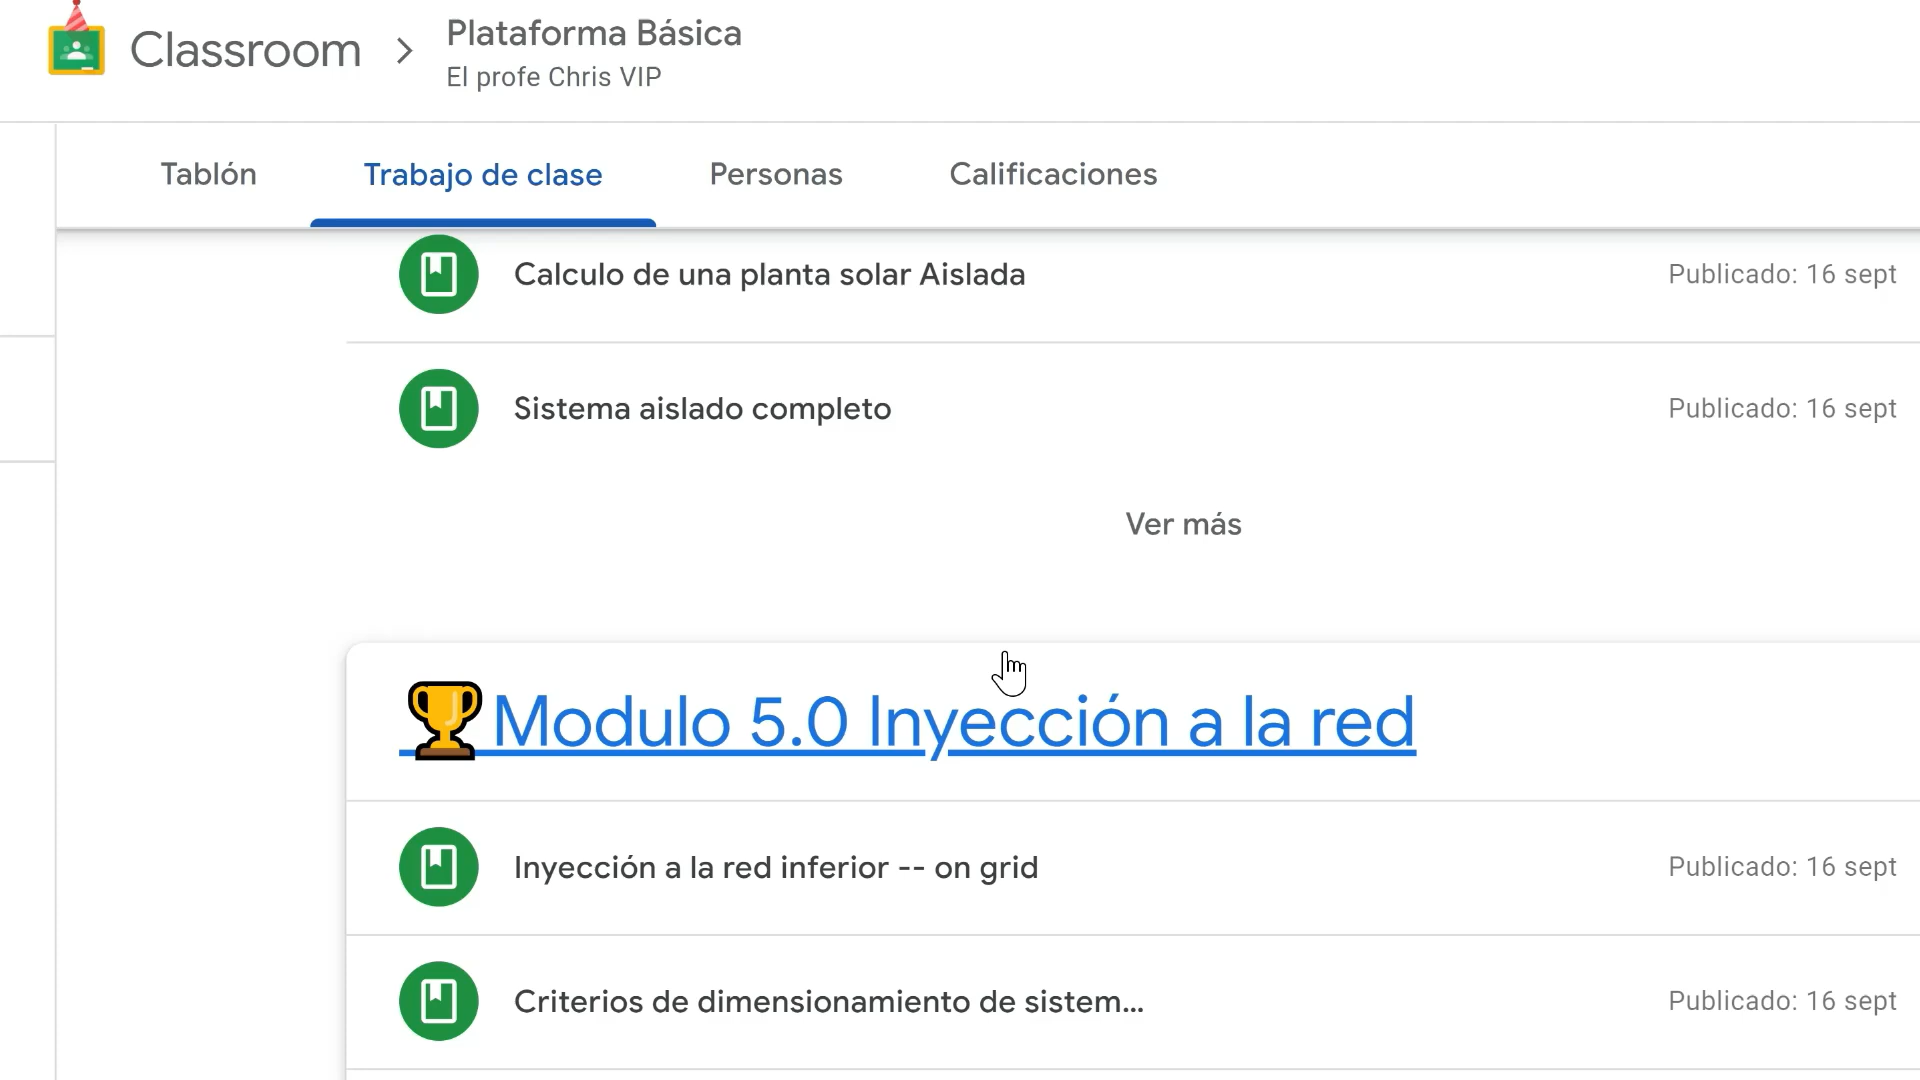 Classroom
Plataforma Básica
El profe Chris VIP
Tablón
Trabajo de clase
Personas
Calificaciones
Calculo de una planta solar Aislada
Publicado: 16 sept
Sistema aislado completo
Publicado: 16 sept
Ver más
🏆Modulo 5.0 Inyección a la red
Inyección a la red inferior -- on grid
Publicado: 16 sept
Criterios de dimensionamiento de sistem...
Publicado: 16 sept